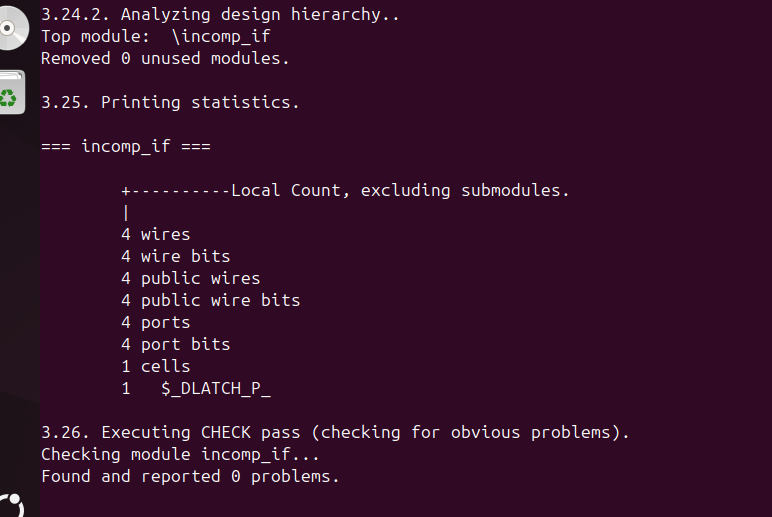 3.24.2. Analyzing design hierarchy..
Top module:  \incomp_if
Removed 0 unused modules.
3.25. Printing statistics.
=== incomp_if ===
+----------Local Count, excluding submodules.
|
4 wires
4 wire bits
4 public wires
4 public wire bits
4 ports
4 port bits
1 cells
1   $_DLATCH_P_
3.26. Executing CHECK pass (checking for obvious problems).
Checking module incomp_if...
Found and reported 0 problems.